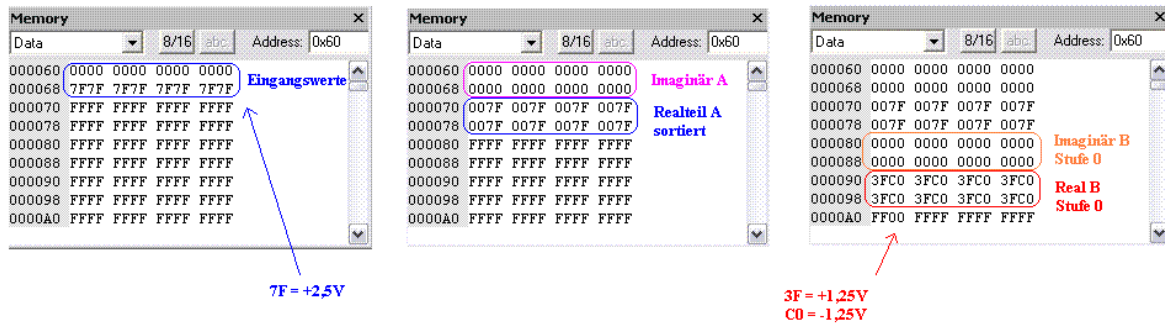 Memory
Data 8/16 abc Address: 0x60
000060 0000 0000 0000 0000
000068 7F7F 7F7F 7F7F 7F7F
Eingangswerte
000070 FFFF FFFF FFFF FFFF
000078 FFFF FFFF FFFF FFFF
000080 FFFF FFFF FFFF FFFF
000088 FFFF FFFF FFFF FFFF
000090 FFFF FFFF FFFF FFFF
000098 FFFF FFFF FFFF FFFF
0000A0 FFFF FFFF FFFF FFFF
7F = +2,5V
Memory
Data 8/16 abc Address: 0x60
000060 0000 0000 0000 0000
000068 0000 0000 0000 0000
Imaginär A
000070 007F 007F 007F 007F
000078 007F 007F 007F 007F
Realteil A
sortiert
000080 FFFF FFFF FFFF FFFF
000088 FFFF FFFF FFFF FFFF
000090 FFFF FFFF FFFF FFFF
000098 FFFF FFFF FFFF FFFF
0000A0 FFFF FFFF FFFF FFFF
Memory
Data 8/16 abc Address: 0x60
000060 0000 0000 0000 0000
000068 0000 0000 0000 0000
000070 007F 007F 007F 007F
000078 007F 007F 007F 007F
000080 0000 0000 0000 0000
000088 0000 0000 0000 0000
Imaginär B
Stufe 0
000090 3FC0 3FC0 3FC0 3FC0
000098 3FC0 3FC0 3FC0 3FC0
Real B
Stufe 0
0000A0 FF00 FFFF FFFF FFFF
3F = +1,25V
C0 = -1,25V